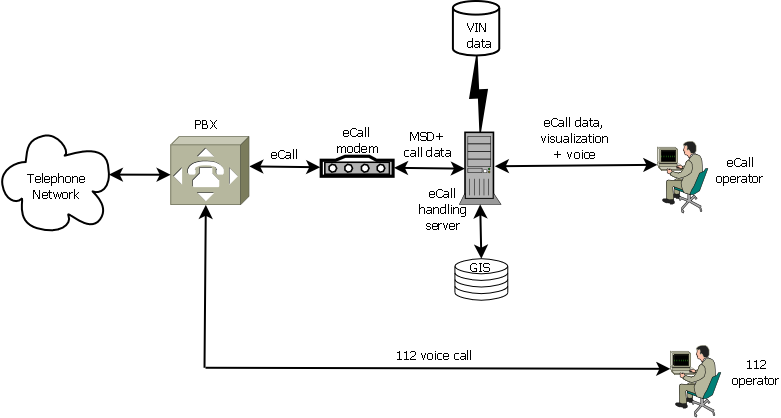 VIN
data
PBX
eCall
eCall
modem
MSD+
call data
eCall data,
visualization
+ voice
Telephone
Network
eCall
operator
eCall
handling
server
GIS
112 voice call
112
operator